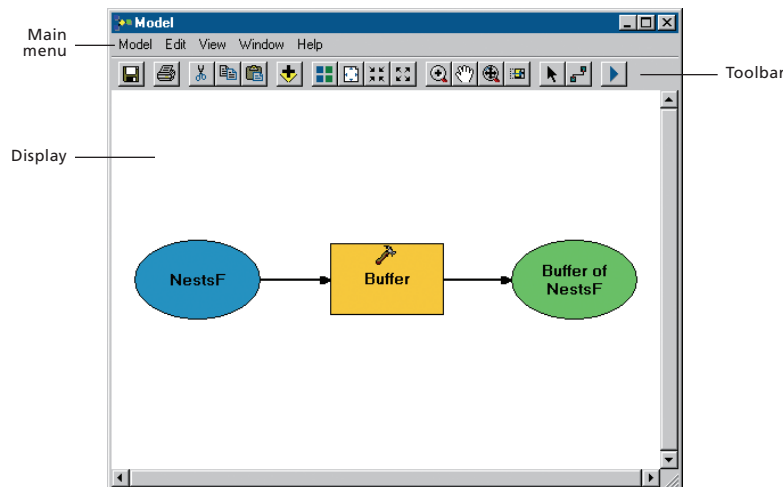 Model
Main
menu
Model Edit View Window Help
Toolbar
Display
NestsF
Buffer
Buffer of
NestsF